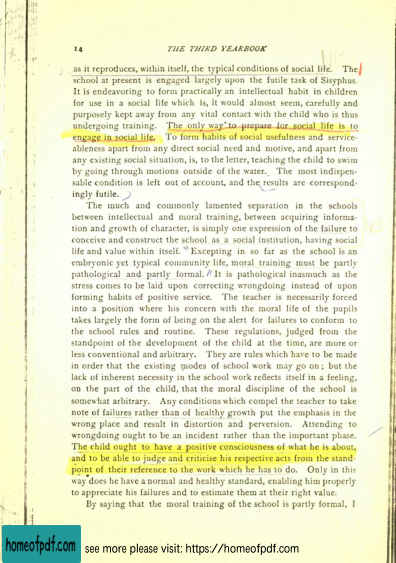 14
THE THIRD YEARBOOK
as it reproduces, within itself, the typical conditions of social life. The
school at present is engaged largely upon the futile task of Sisyphus.
It is endeavoring to form practically an intellectual habit in children
for use in a social life which is, it would almost seem, carefully and
purposely kept away from any vital contact with the child who is thus
undergoing training. The only way to prepare for social life is to
engage in social life. To form habits of social usefulness and service-
ableness apart from any direct social need and motive, and apart from
any existing social situation, is, to the letter, teaching the child to swim
by going through motions outside of the water. The most indispen-
sable condition is left out of account, and the results are correspond-
ingly futile.
The much and commonly lamented separation in the schools
between intellectual and moral training, between acquiring informa-
tion and growth of character, is simply one expression of the failure to
conceive and construct the school as a social institution, having social
life and value within itself. Excepting in so far as the school is an
embryonic yet typical community life, moral training must be partly
pathological and partly formal. It is pathological inasmuch as the
stress comes to be laid upon correcting wrongdoing instead of upon
forming habits of positive service. The teacher is necessarily forced
into a position where his concern with the moral life of the pupils
takes largely the form of being on the alert for failures to conform to
the school rules and routine. These regulations, judged from the
standpoint of the development of the child at the time, are more or
less conventional and arbitrary. They are rules which have to be made
in order that the existing modes of school work may go on; but the
lack of inherent necessity in the school work reflects itself in a feeling,
on the part of the child, that the moral discipline of the school is
somewhat arbitrary. Any conditions which compel the teacher to take
note of failures rather than of healthy growth put the emphasis in the
wrong place and result in distortion and perversion. Attending to
wrongdoing ought to be an incident rather than the important phase.
The child ought to have a positive consciousness of what he is about,
and to be able to judge and criticise his respective acts from the stand-
point of their reference to the work which he has to do. Only in this
way does he have a normal and healthy standard, enabling him properly
to appreciate his failures and to estimate them at their right value.
By saying that the moral training of the school is partly formal, I
homeofpdf.com
see more please visit: https://homeofpdf.com